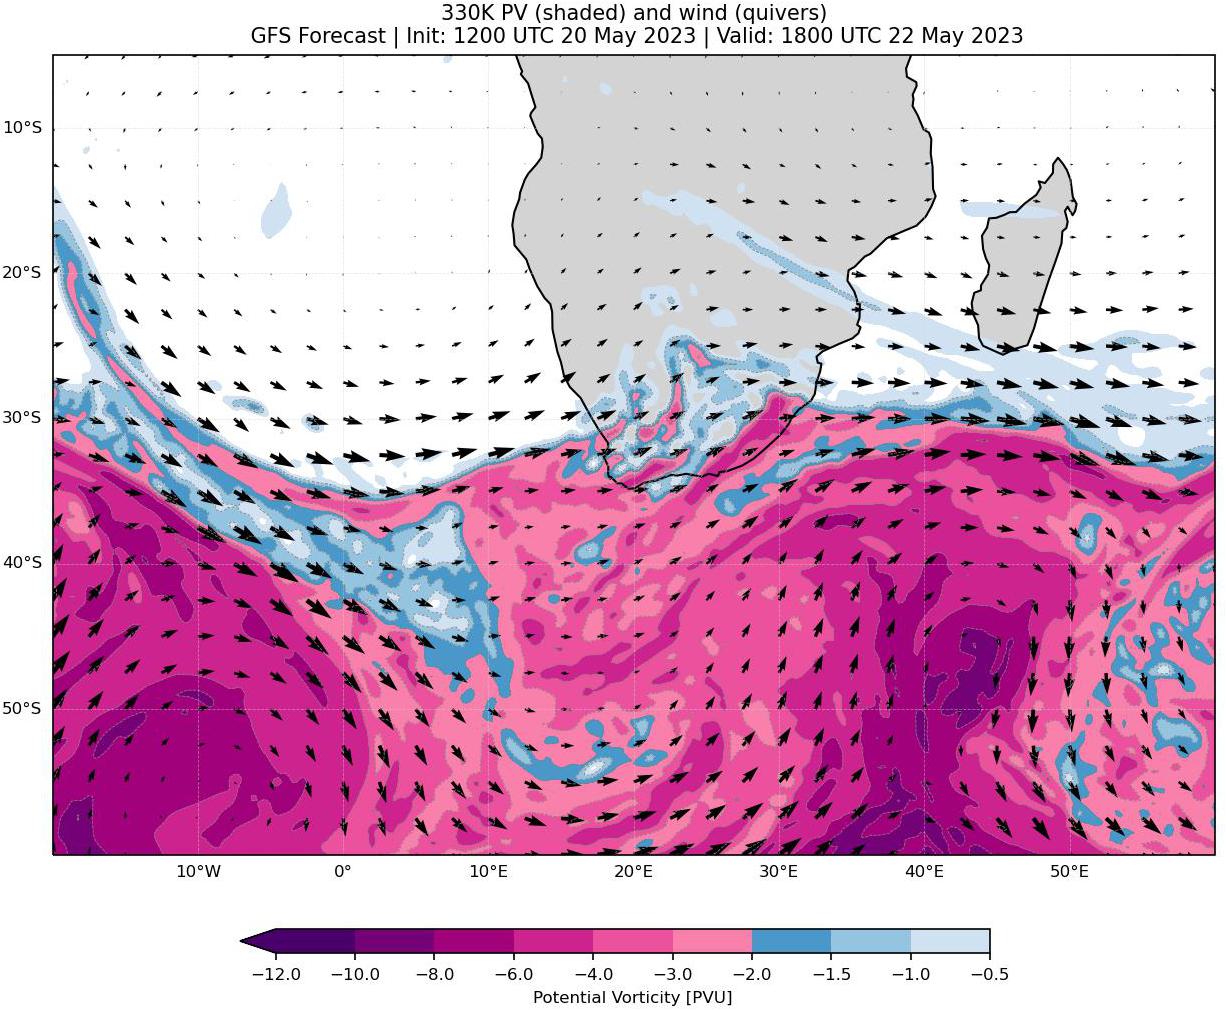 330K PV (shaded) and wind (quivers)
GFS Forecast | Init: 1200 UTC 20 May 2023 | Valid: 1800 UTC 22 May 2023
10°S
20°S
30°S
40°S
50°S
10°W 0° 10°E 20°E 30°E 40°E 50°E
−12.0 −10.0 −8.0 −6.0 −4.0 −3.0 −2.0 −1.5 −1.0 −0.5
Potential Vorticity [PVU]